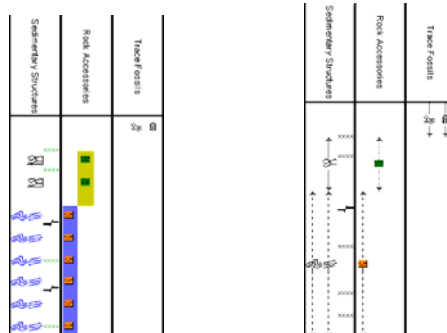 Sedimentary Structures
Rock Accessories
Trace Fossils
Sedimentary Structures
Rock Accessories
Trace Fossils